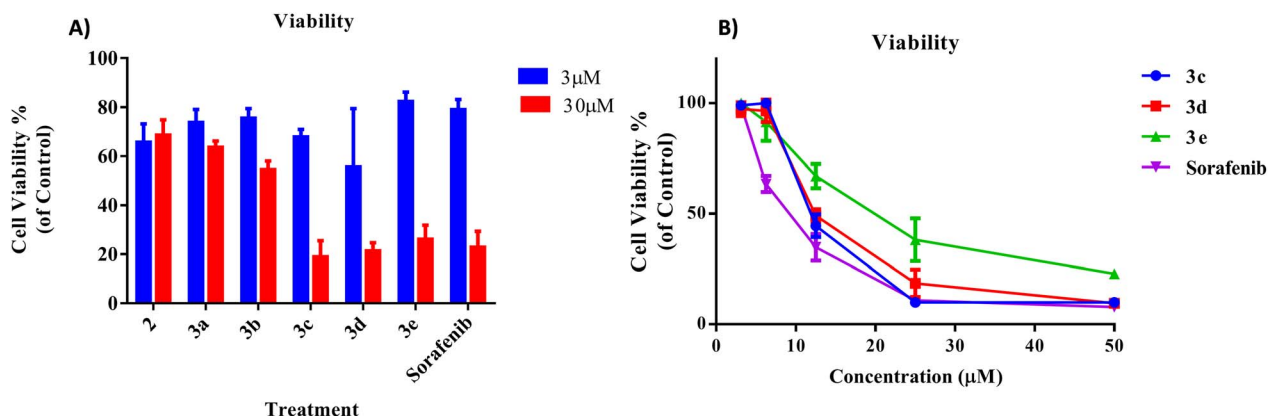 A)
Viability
Cell Viability %
(of Control)
100
80
60
40
20
0
2
3a
3b
3c
3d
3e
Sorafenib
Treatment
3μM
30μM
B)
Viability
Cell Viability %
(of Control)
100
50
0
0
10
20
30
40
50
Concentration (μM)
3c
3d
3e
Sorafenib